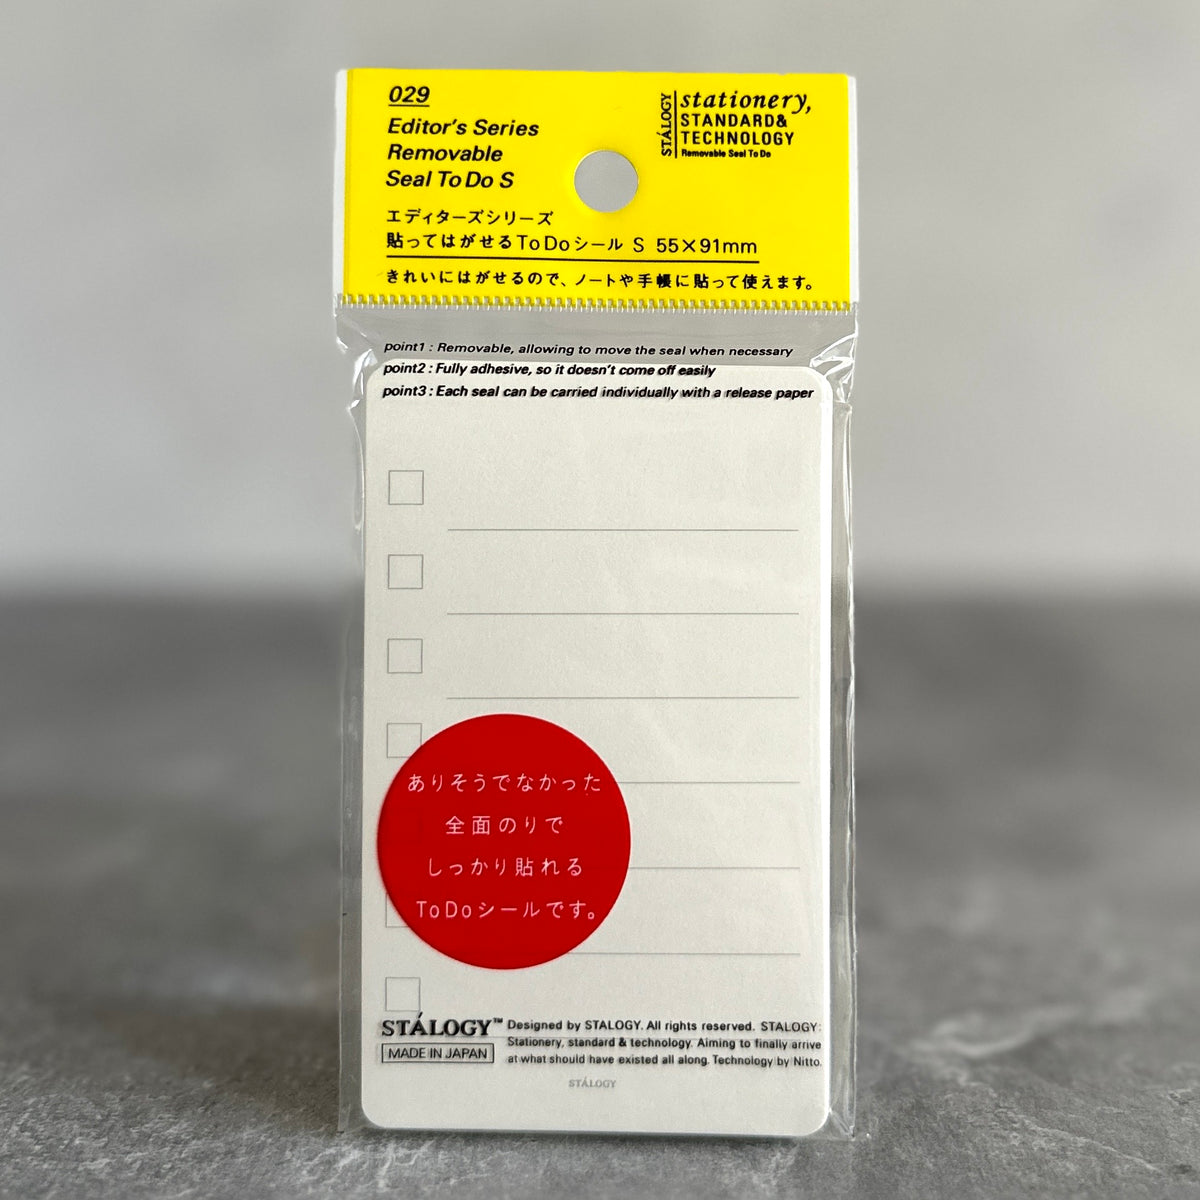 029
Editor's Series
Removable
Seal To Do S
STÁLOGY
stationery,
STANDARD&
TECHNOLOGY
Removable Seal To Do
エディターズシリーズ
貼ってはがせるToDoシール S 55×91mm
きれいにはがせるので、ノートや手帳に貼って使えます。
point1 : Removable, allowing to move the seal when necessary
point2 : Fully adhesive, so it doesn't come off easily
point3 : Each seal can be carried individually with a release paper
ありそうでなかった
全面のりで
しっかり貼れる
ToDoシールです。
STÁLOGY™
MADE IN JAPAN
Designed by STALOGY. All rights reserved. STALOGY:
Stationery, standard & technology. Aiming to finally arrive
at what should have existed all along. Technology by Nitto.
STÁLOGY